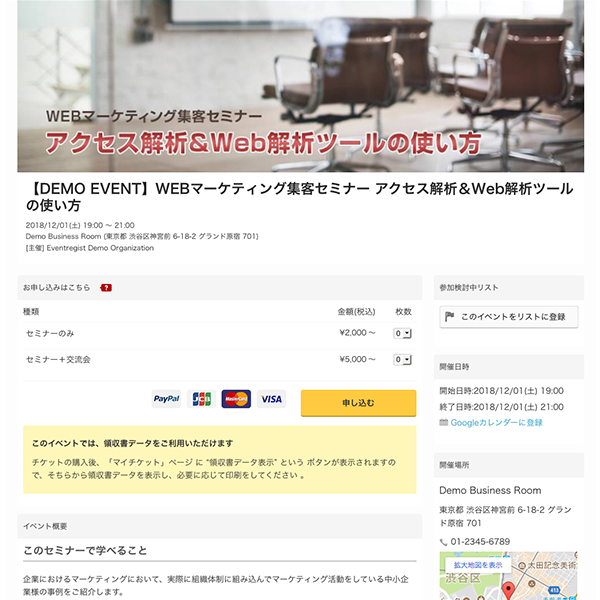 WEBマーケティング集客セミナー
アクセス解析&Web解析ツールの使い方
【DEMO EVENT】WEBマーケティング集客セミナー アクセス解析＆Web解析ツール
の使い方
2018/12/01(土) 19:00 〜 21:00
Demo Business Room (東京都 渋谷区神宮前 6-18-2 グランド原宿 701)
[主催] Eventregist Demo Organization
お申し込みはこちら ?
種類 金額(税込) 枚数
セミナーのみ ¥2,000 〜 0
セミナー＋交流会 ¥5,000 〜 0
PayPal JCB MasterCard VISA 申し込む
このイベントでは、領収書データをご利用いただけます
チケットの購入後、「マイチケット」ページ に "領収書データ表示" という ボタンが表示されますの
で、そちらから領収書データを表示し、必要に応じて印刷をしてください 。
イベント概要
このセミナーで学べること
企業におけるマーケティングにおいて、実際に組織体制に組み込んでマーケティング活動をしている中小企
業様の事例をご紹介します。
参加検討中リスト
このイベントをリストに登録
開催日時
開始日時:2018/12/01(土) 19:00
終了日時:2018/12/01(土) 21:00
Googleカレンダーに登録
開催場所
Demo Business Room
東京都 渋谷区神宮前 6-18-2 グラン
ド原宿 701
01-2345-6789
拡大地図を表示
太田記念美術
渋谷区
413